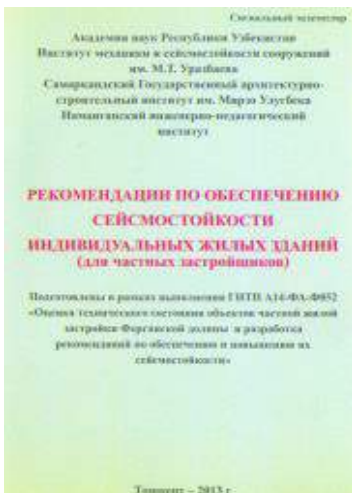 Сигнальный экземпляр
Академия наук Республики Узбекистан
Институт механики и сейсмостойкости сооружений
им. М.Т. Уразбаева
Самаркандский Государственный архитектурно-
строительный институт им. Мирзо Улугбека
Наманганский инженерно-педагогический
институт
РЕКОМЕНДАЦИИ ПО ОБЕСПЕЧЕНИЮ
СЕЙСМОСТОЙКОСТИ
ИНДИВИДУАЛЬНЫХ ЖИЛЫХ ЗДАНИЙ
(для частных застройщиков)
Подготовлены в рамках выполнения ГНТП А14-ФА-Ф052
«Оценка технического состояния объектов частной жилой
застройки Ферганской долины и разработка
рекомендаций по обеспечению и повышению их
сейсмостойкости»
Ташкент – 2013 г